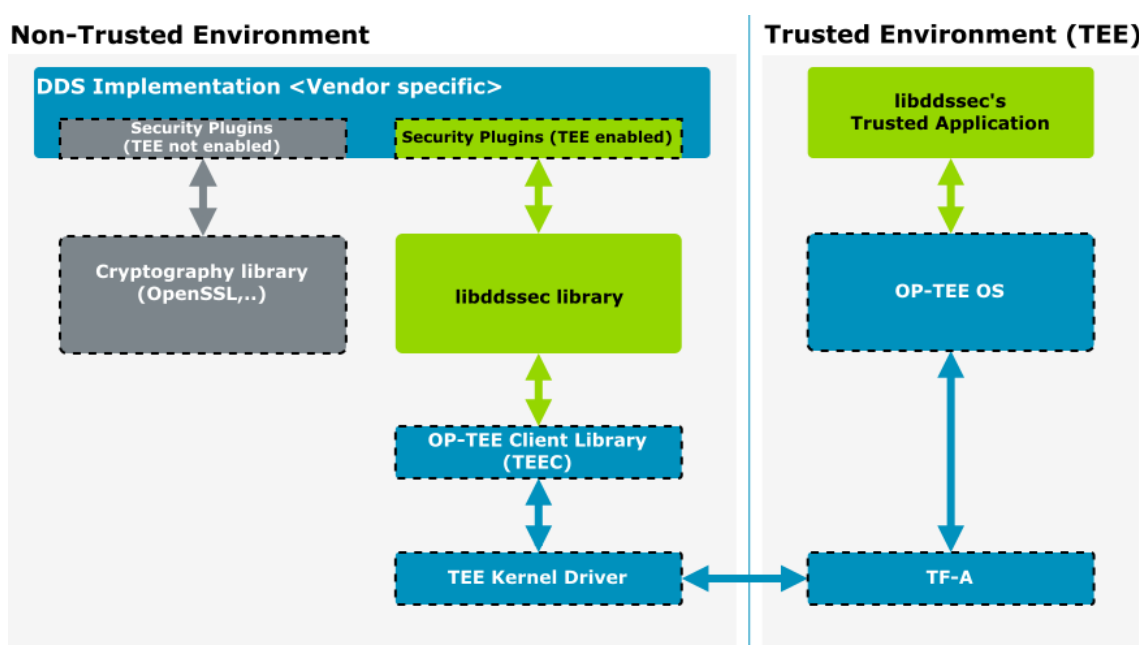 Non-Trusted Environment
Trusted Environment (TEE)
DDS Implementation <Vendor specific>
Security Plugins
(TEE not enabled)
Security Plugins (TEE enabled)
libddssec's
Trusted Application
Cryptography library
(OpenSSL,..)
libddssec library
OP-TEE OS
OP-TEE Client Library
(TEEC)
TEE Kernel Driver
TF-A